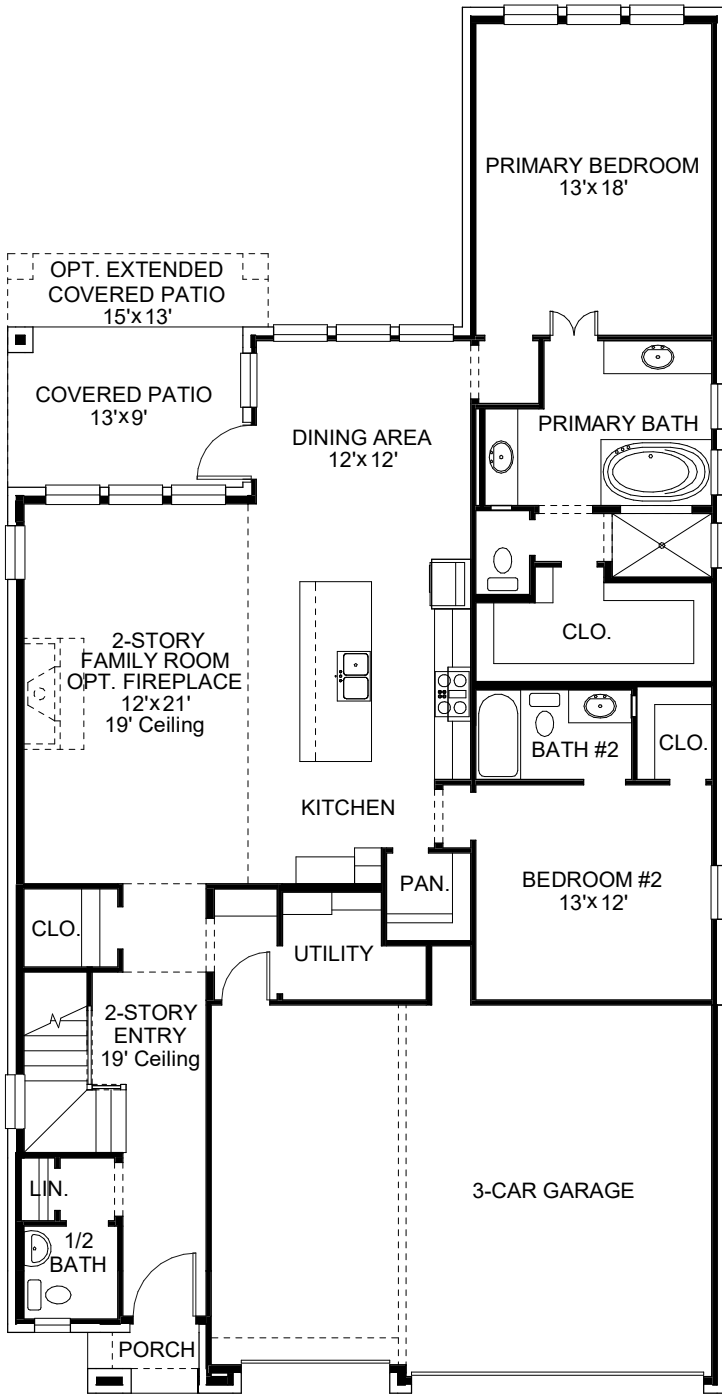 PRIMARY BEDROOM
13'x 18'
OPT. EXTENDED
COVERED PATIO
15'x 13'
COVERED PATIO
13'x 9'
DINING AREA
12'x 12'
PRIMARY BATH
2-STORY
FAMILY ROOM
OPT. FIREPLACE
12'x 21'
19' Ceiling
CLO.
BATH #2
CLO.
KITCHEN
PAN.
BEDROOM #2
13'x 12'
CLO.
UTILITY
2-STORY
ENTRY
19' Ceiling
LIN.
3-CAR GARAGE
1/2
BATH
PORCH